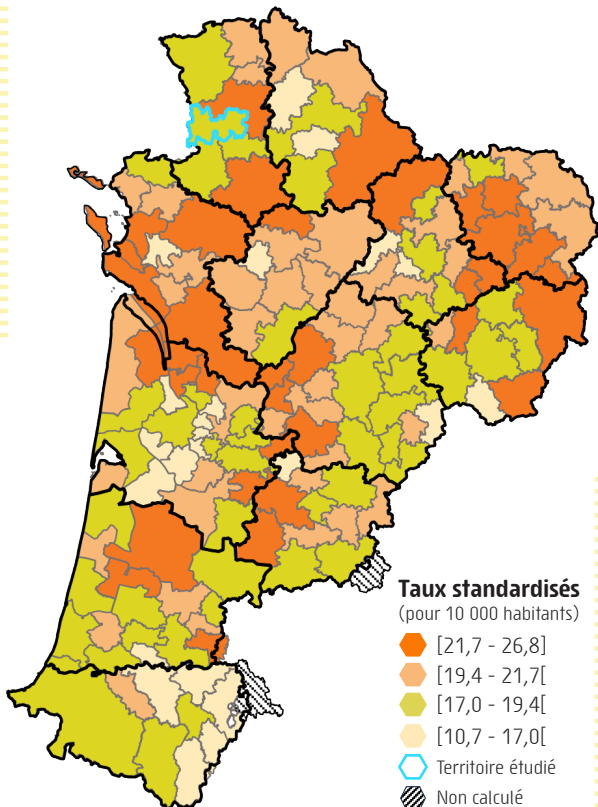 Taux standardisés
(pour 10 000 habitants)
[21,7 - 26,8]
[19,4 - 21,7[
[17,0 - 19,4[
[10,7 - 17,0[
Territoire étudié
Non calculé